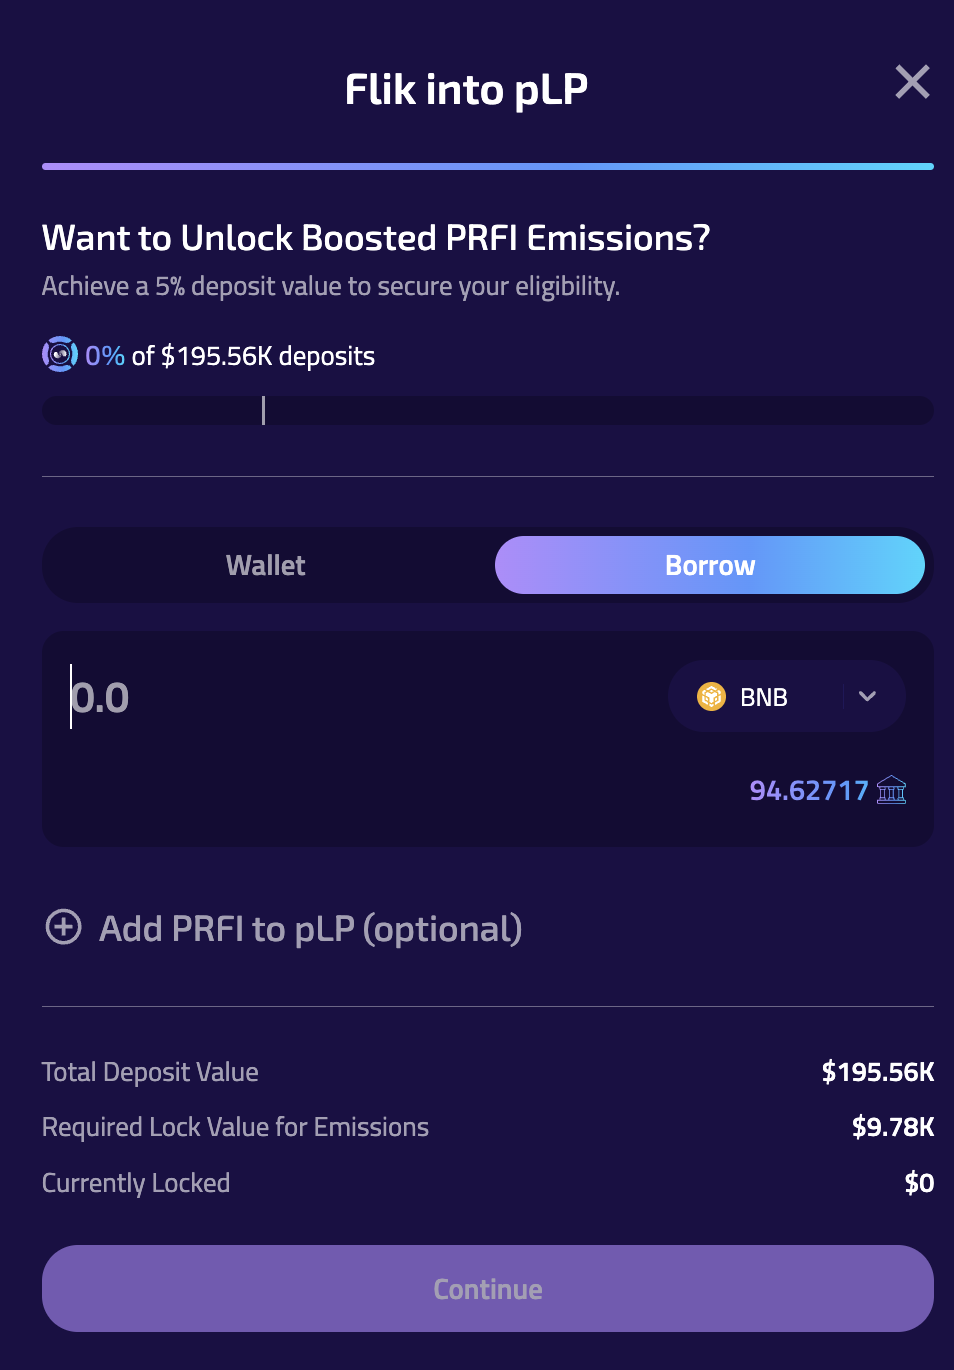 Flik into pLP
Want to Unlock Boosted PRFI Emissions?
Achieve a 5% deposit value to secure your eligibility.
0% of $195.56K deposits
Wallet
Borrow
0.0
BNB
94.62717
Add PRFI to pLP (optional)
Total Deposit Value $195.56K
Required Lock Value for Emissions $9.78K
Currently Locked $0
Continue